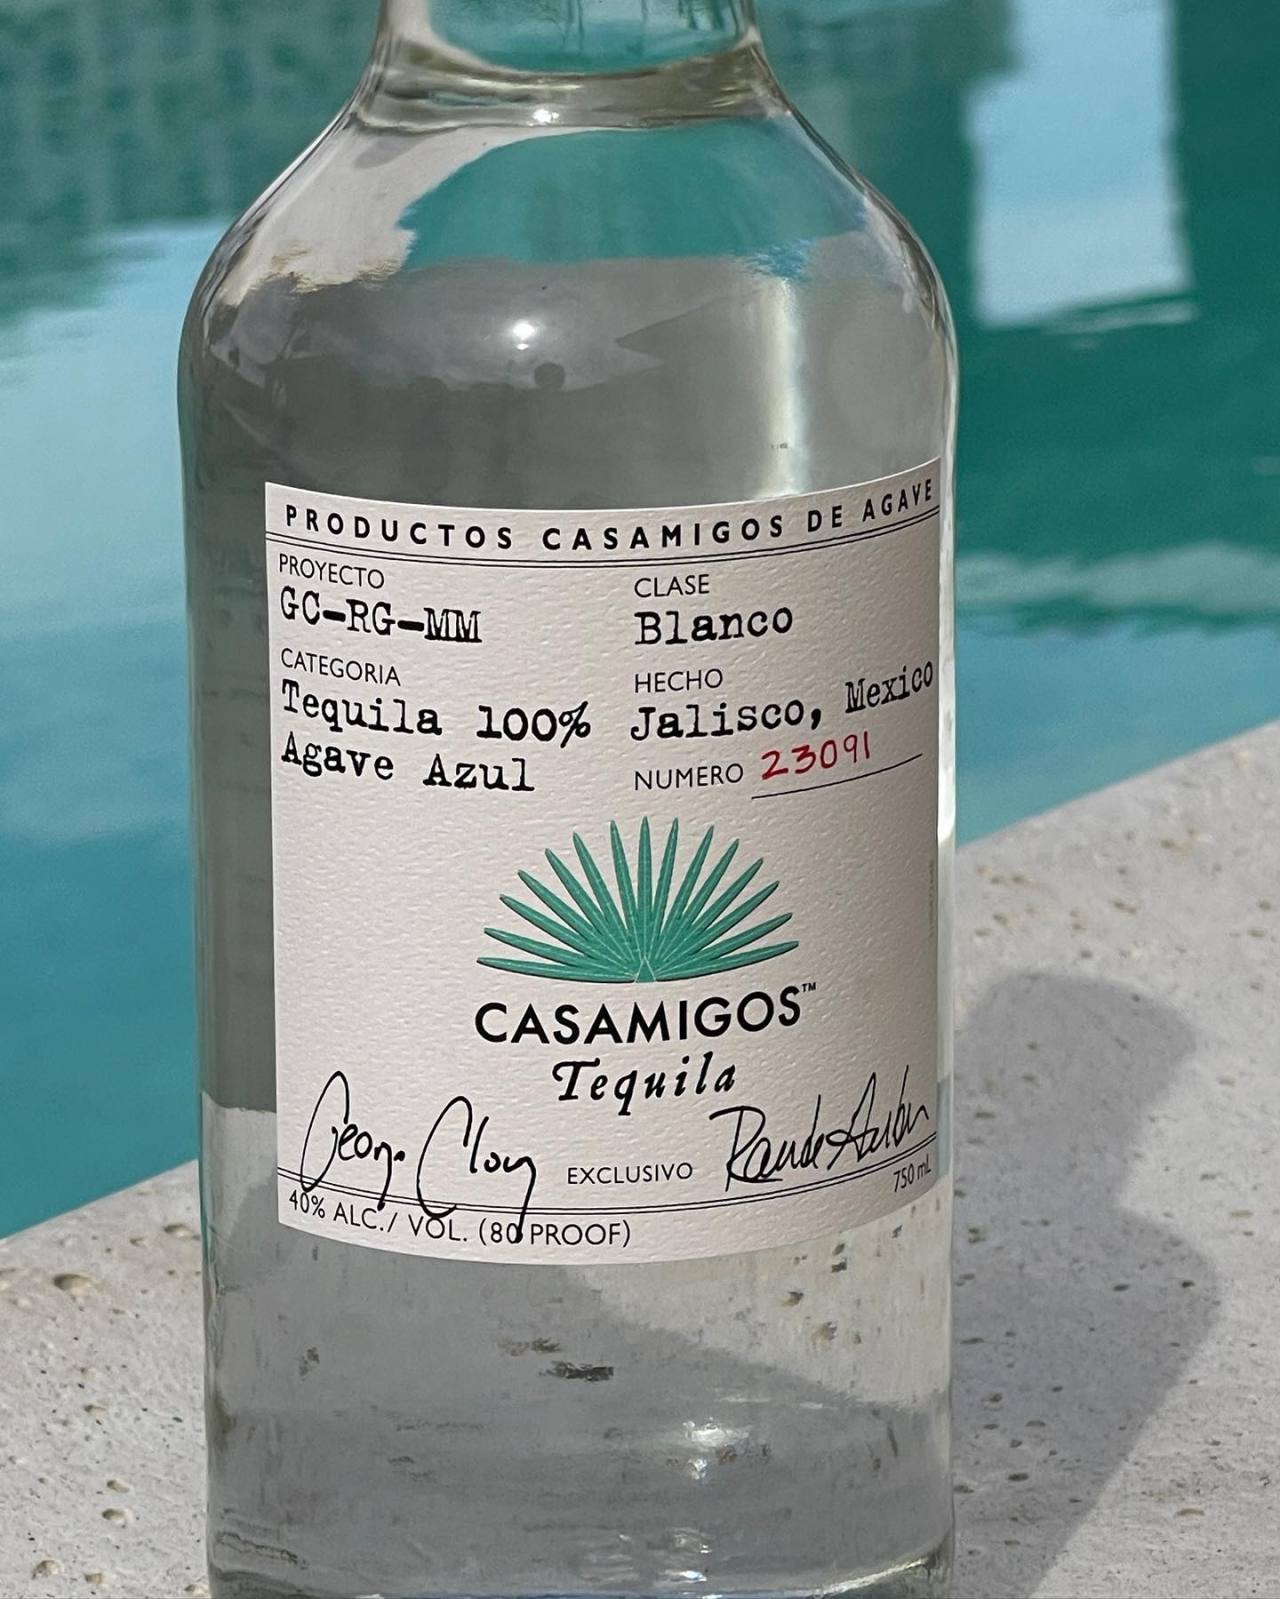 PRODUCTOS CASAMIGOS DE AGAVE
PROYECTO
GC-RG-MM
CLASE
Blanco
CATEGORIA
Tequila 100%
Agave Azul
HECHO
Jalisco, Mexico
NUMERO 23091
CASAMIGOS™
Tequila
EXCLUSIVO
750 mL
40% ALC./ VOL. (80 PROOF)